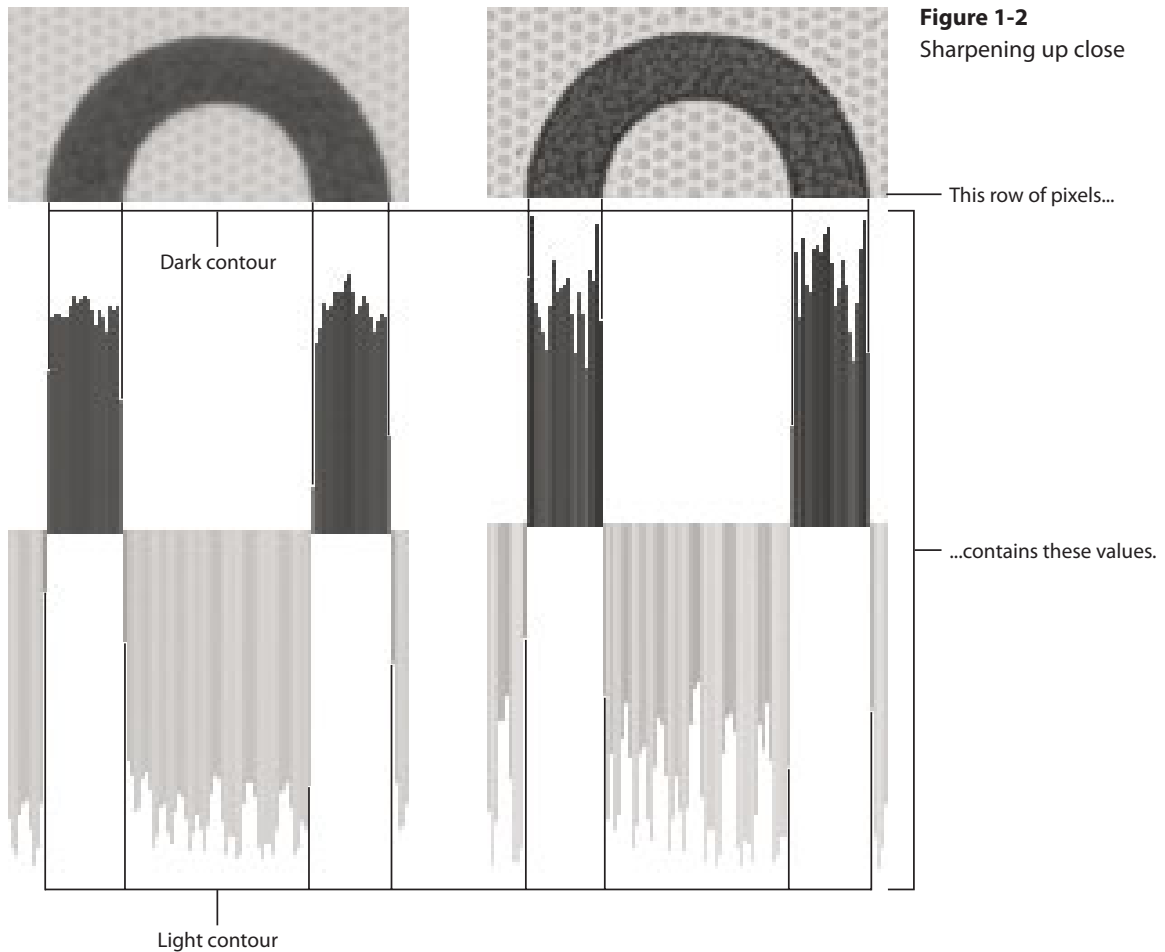 Figure 1-2
Sharpening up close
This row of pixels...
Dark contour
...contains these values.
Light contour